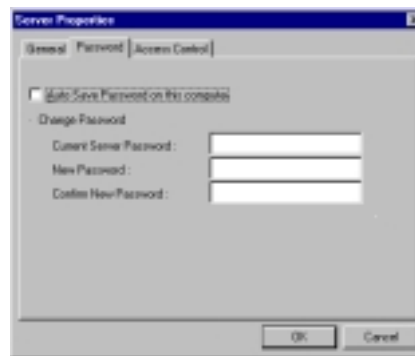 Server Properties
General Password Access Control
Auto Save Password on this computer
Change Password
Current Server Password :
New Password :
Confirm New Password :
OK Cancel